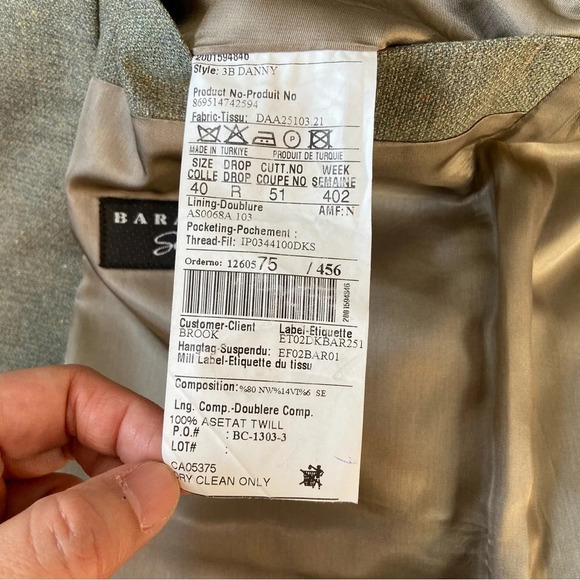 2001594846
Style: 3B DANNY
Product No-Produit No
869514742594
Fabric-Tissu: DAA25103.21
P
MADE IN TURKIYE PRODUIT DE TURQUIE
SIZE DROP CUTT.NO WEEK
COLLE DROP COUPE NO SEMAINE
40 R 51 402
Lining-Doublure AMF: N
AS0068A.103
Pocketing-Pochement :
Thread-Fil: IP0344100DKS
Orderno: 1260575 / 456
2001594846
Customer-Client Label-Etiquette
BROOK ET02DKBAR251
Hangtag-Suspendu: EF02BAR01
Mill Label-Etiquette du tissu
Composition: %80 NW%14VI%6 SE
Lng. Comp.-Doublere Comp.
100% ASETAT TWILL
P.O.# : BC-1303-3
LOT# :
CA05375
DRY CLEAN ONLY
BARA